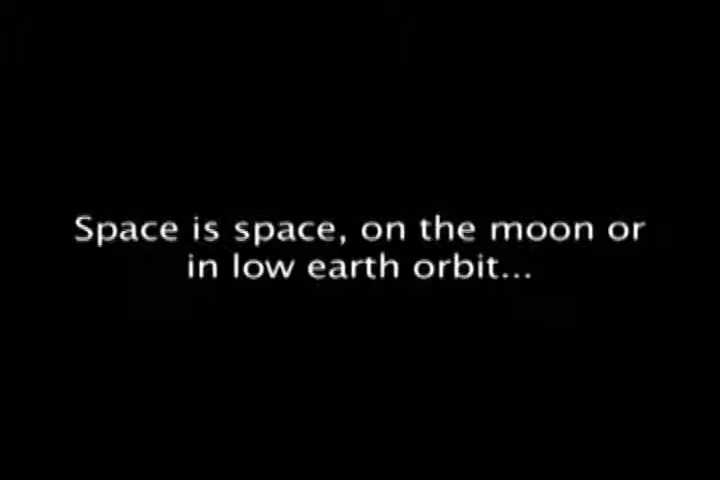 Space is space, on the moon or
in low earth orbit...